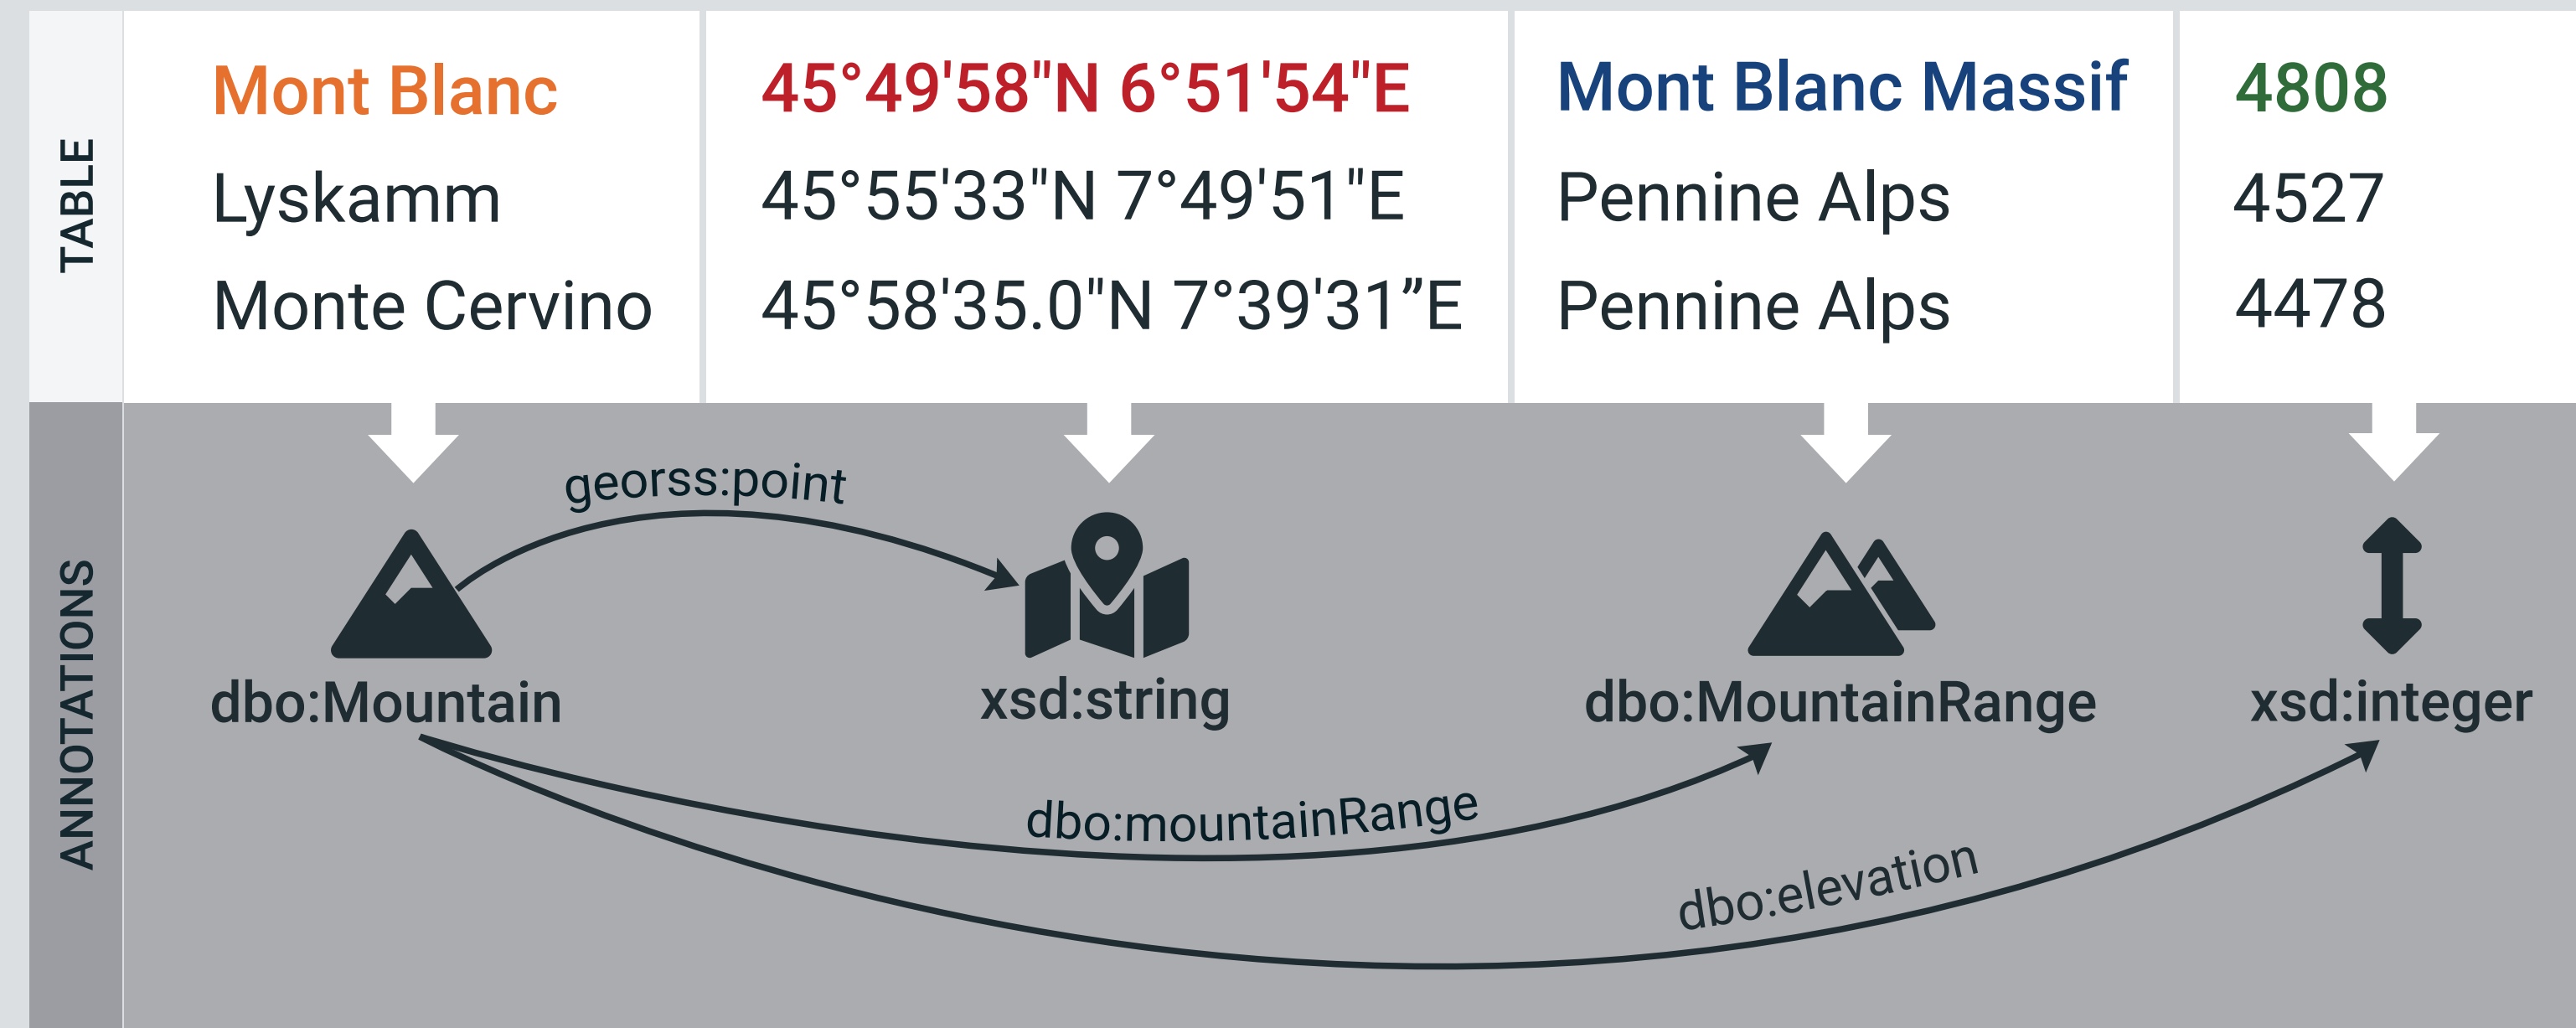 TABLE
Mont Blanc 45°49'58"N 6°51'54"E Mont Blanc Massif 4808
Lyskamm 45°55'33"N 7°49'51"E Pennine Alps 4527
Monte Cervino 45°58'35.0"N 7°39'31”E Pennine Alps 4478
ANNOTATIONS
georss:point
dbo:Mountain xsd:string dbo:MountainRange xsd:integer
dbo:mountainRange
dbo:elevation